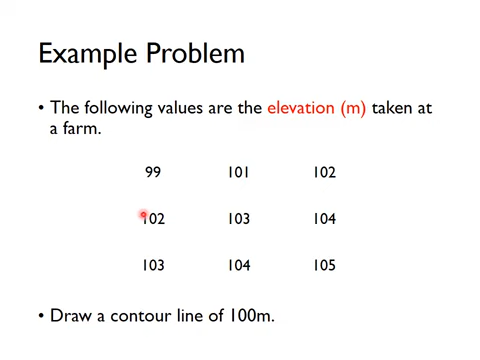 Example Problem
• The following values are the elevation (m) taken at
a farm.
99 101 102
102 103 104
103 104 105
• Draw a contour line of 100m.